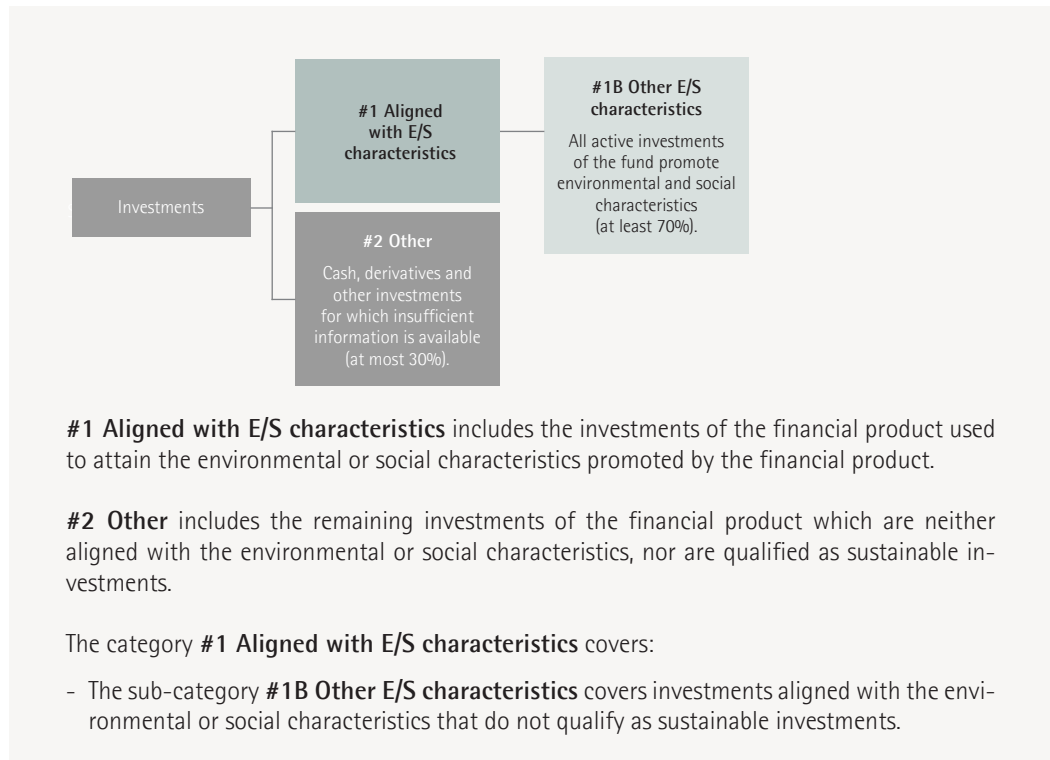 #1 Aligned
with E/S
characteristics
#1B Other E/S
characteristics
All active investments
of the fund promote
environmental and social
characteristics
(at least 70%).
Investments
#2 Other
Cash, derivatives and
other investments
for which insufficient
information is available
(at most 30%).
#1 Aligned with E/S characteristics includes the investments of the financial product used
to attain the environmental or social characteristics promoted by the financial product.
#2 Other includes the remaining investments of the financial product which are neither
aligned with the environmental or social characteristics, nor are qualified as sustainable in-
vestments.
The category #1 Aligned with E/S characteristics covers:
- The sub-category #1B Other E/S characteristics covers investments aligned with the envi-
ronmental or social characteristics that do not qualify as sustainable investments.